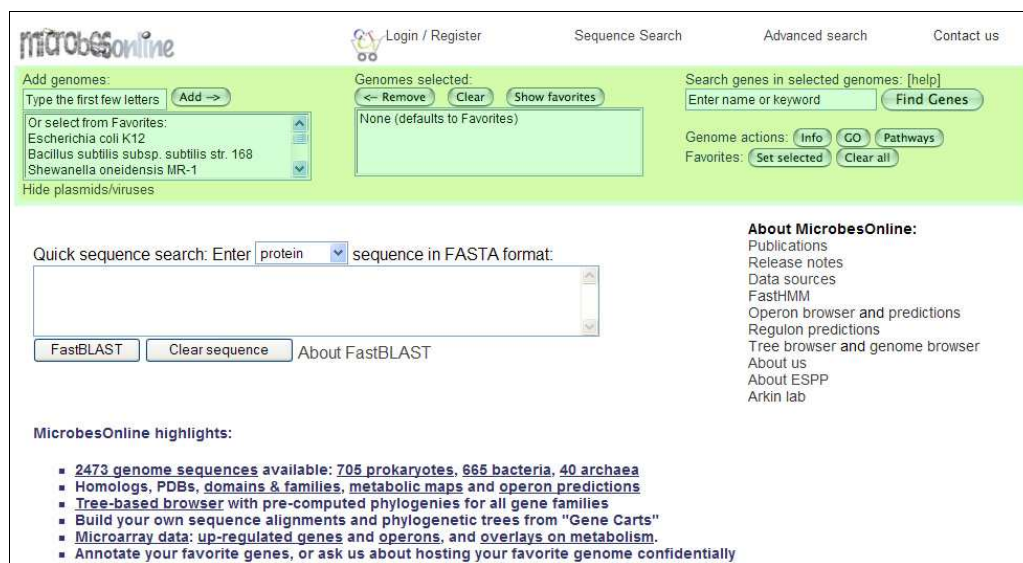 microbesonline
Login / Register Sequence Search Advanced search Contact us
Add genomes: Genomes selected: Search genes in selected genomes: [help]
Type the first few letters Add --> <-- Remove Clear Show favorites Enter name or keyword Find Genes
Or select from Favorites: None (defaults to Favorites)
Escherichia coli K12
Bacillus subtilis subsp. subtilis str. 168
Shewanella oneidensis MR-1
Genome actions: Info GO Pathways
Favorites: Set selected Clear all
Hide plasmids/viruses
Quick sequence search: Enter protein sequence in FASTA format:
FastBLAST Clear sequence About FastBLAST
About MicrobesOnline:
Publications
Release notes
Data sources
FastHMM
Operon browser and predictions
Regulon predictions
Tree browser and genome browser
About us
About ESPP
Arkin lab
MicrobesOnline highlights:
2473 genome sequences available: 705 prokaryotes, 665 bacteria, 40 archaea
Homologs, PDBs, domains & families, metabolic maps and operon predictions
Tree-based browser with pre-computed phylogenies for all gene families
Build your own sequence alignments and phylogenetic trees from "Gene Carts"
Microarray data: up-regulated genes and operons, and overlays on metabolism.
Annotate your favorite genes, or ask us about hosting your favorite genome confidentially